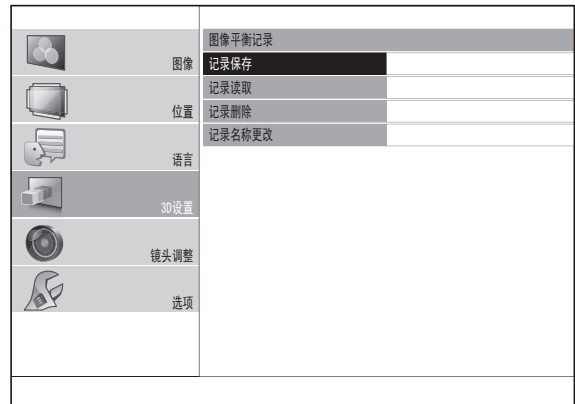 图像
位置
语言
3D设置
镜头调整
选项
图像平衡记录
记录保存
记录读取
记录删除
记录名称更改